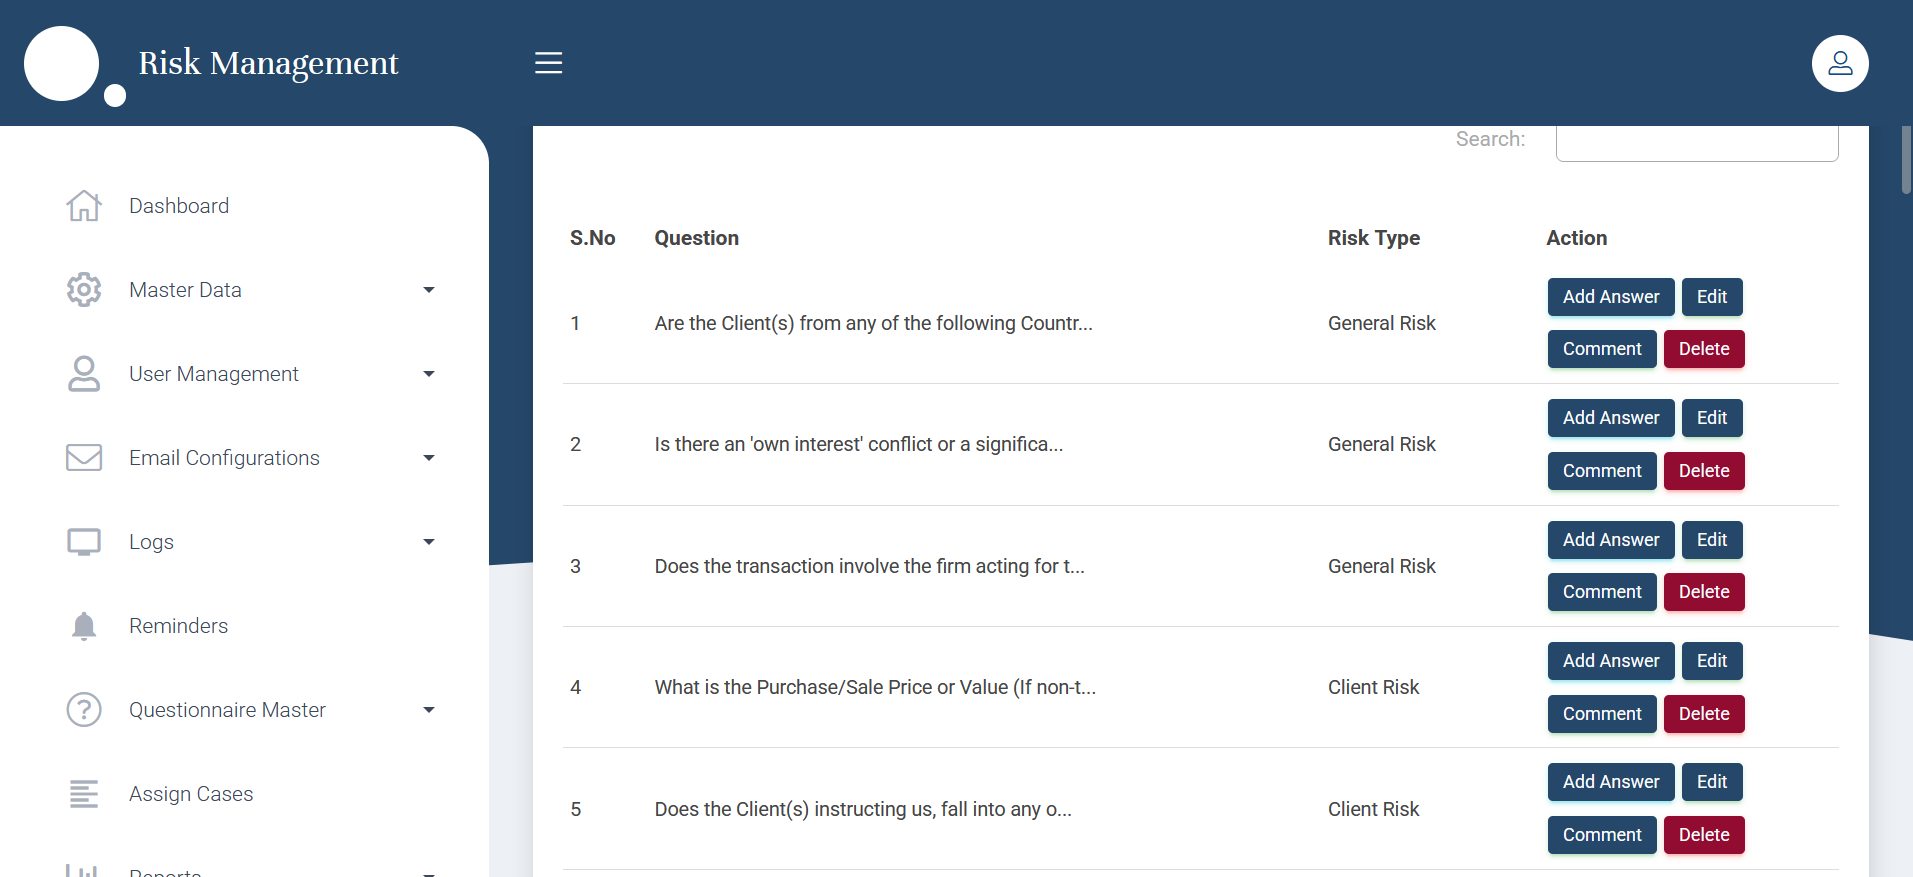 Risk Management
Search:
Dashboard
Master Data
User Management
Email Configurations
Logs
Reminders
Questionnaire Master
Assign Cases
Reports
S.No Question Risk Type Action
1 Are the Client(s) from any of the following Countr... General Risk Add Answer Edit
Comment Delete
2 Is there an 'own interest' conflict or a significa... General Risk Add Answer Edit
Comment Delete
3 Does the transaction involve the firm acting for t... General Risk Add Answer Edit
Comment Delete
4 What is the Purchase/Sale Price or Value (If non-t... Client Risk Add Answer Edit
Comment Delete
5 Does the Client(s) instructing us, fall into any o... Client Risk Add Answer Edit
Comment Delete